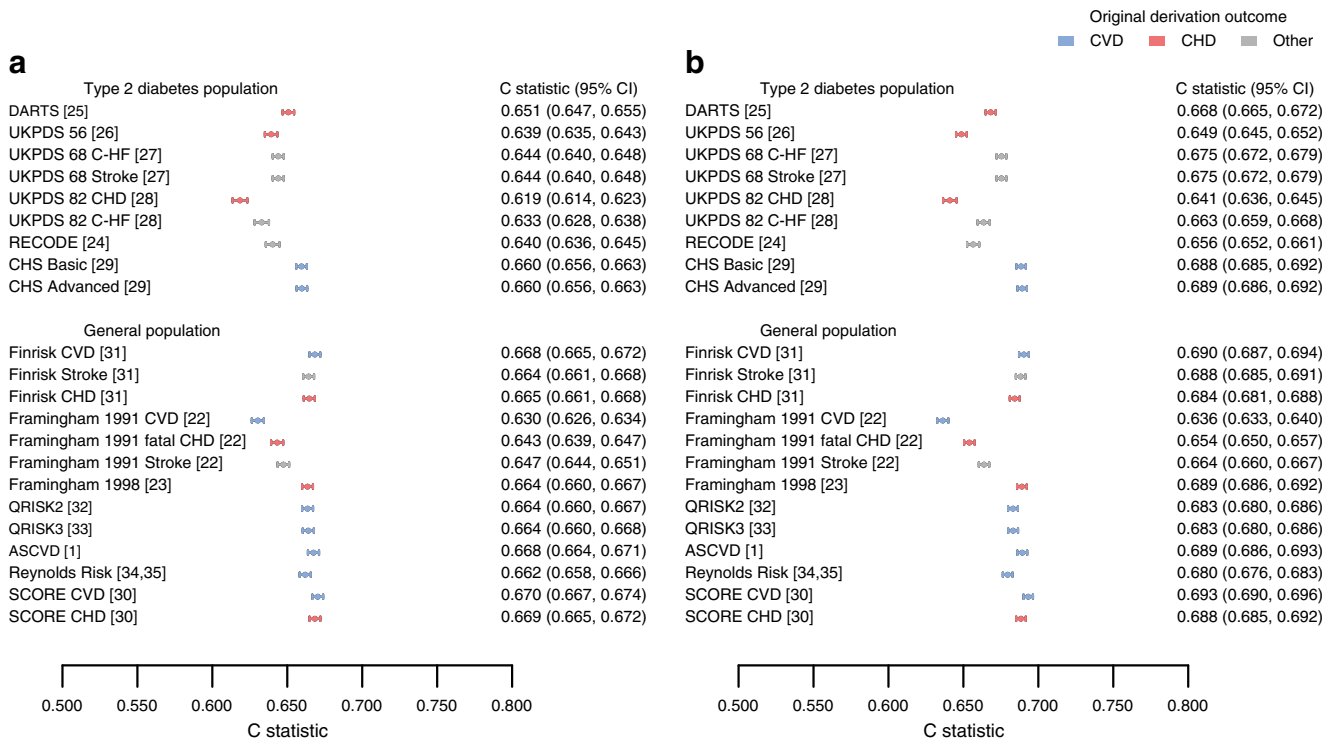 Original derivation outcome
CVD CHD Other
a
Type 2 diabetes population C statistic (95% CI)
DARTS [25] 0.651 (0.647, 0.655)
UKPDS 56 [26] 0.639 (0.635, 0.643)
UKPDS 68 C-HF [27] 0.644 (0.640, 0.648)
UKPDS 68 Stroke [27] 0.644 (0.640, 0.648)
UKPDS 82 CHD [28] 0.619 (0.614, 0.623)
UKPDS 82 C-HF [28] 0.633 (0.628, 0.638)
RECODE [24] 0.640 (0.636, 0.645)
CHS Basic [29] 0.660 (0.656, 0.663)
CHS Advanced [29] 0.660 (0.656, 0.663)
General population
Finrisk CVD [31] 0.668 (0.665, 0.672)
Finrisk Stroke [31] 0.664 (0.661, 0.668)
Finrisk CHD [31] 0.665 (0.661, 0.668)
Framingham 1991 CVD [22] 0.630 (0.626, 0.634)
Framingham 1991 fatal CHD [22] 0.643 (0.639, 0.647)
Framingham 1991 Stroke [22] 0.647 (0.644, 0.651)
Framingham 1998 [23] 0.664 (0.660, 0.667)
QRISK2 [32] 0.664 (0.660, 0.667)
QRISK3 [33] 0.664 (0.660, 0.668)
ASCVD [1] 0.668 (0.664, 0.671)
Reynolds Risk [34,35] 0.662 (0.658, 0.666)
SCORE CVD [30] 0.670 (0.667, 0.674)
SCORE CHD [30] 0.669 (0.665, 0.672)
0.500 0.550 0.600 0.650 0.700 0.750 0.800
C statistic
b
Type 2 diabetes population C statistic (95% CI)
DARTS [25] 0.668 (0.665, 0.672)
UKPDS 56 [26] 0.649 (0.645, 0.652)
UKPDS 68 C-HF [27] 0.675 (0.672, 0.679)
UKPDS 68 Stroke [27] 0.675 (0.672, 0.679)
UKPDS 82 CHD [28] 0.641 (0.636, 0.645)
UKPDS 82 C-HF [28] 0.663 (0.659, 0.668)
RECODE [24] 0.656 (0.652, 0.661)
CHS Basic [29] 0.688 (0.685, 0.692)
CHS Advanced [29] 0.689 (0.686, 0.692)
General population
Finrisk CVD [31] 0.690 (0.687, 0.694)
Finrisk Stroke [31] 0.688 (0.685, 0.691)
Finrisk CHD [31] 0.684 (0.681, 0.688)
Framingham 1991 CVD [22] 0.636 (0.633, 0.640)
Framingham 1991 fatal CHD [22] 0.654 (0.650, 0.657)
Framingham 1991 Stroke [22] 0.664 (0.660, 0.667)
Framingham 1998 [23] 0.689 (0.686, 0.692)
QRISK2 [32] 0.683 (0.680, 0.686)
QRISK3 [33] 0.683 (0.680, 0.686)
ASCVD [1] 0.689 (0.686, 0.693)
Reynolds Risk [34,35] 0.680 (0.676, 0.683)
SCORE CVD [30] 0.693 (0.690, 0.696)
SCORE CHD [30] 0.688 (0.685, 0.692)
0.500 0.550 0.600 0.650 0.700 0.750 0.800
C statistic